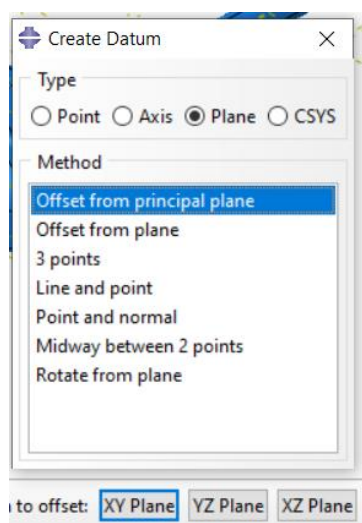 Create Datum
Type
Point Axis Plane CSYS
Method
Offset from principal plane
Offset from plane
3 points
Line and point
Point and normal
Midway between 2 points
Rotate from plane
to offset: XY Plane YZ Plane XZ Plane